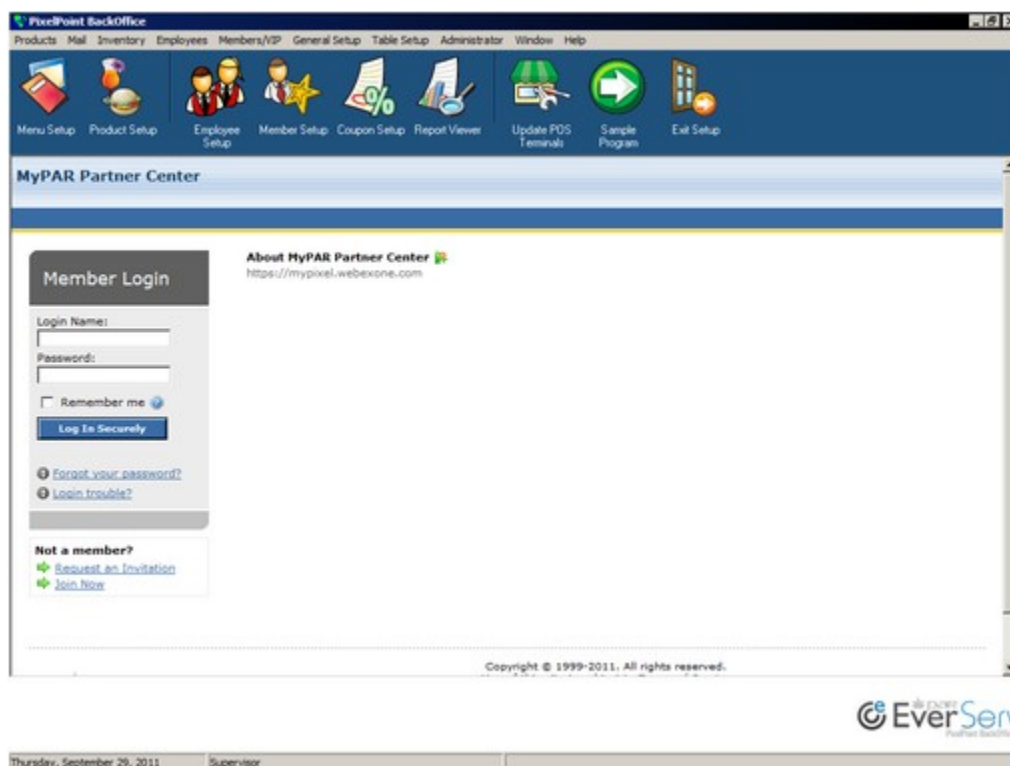 PixelPoint BackOffice
Products Mail Inventory Employees Members/VIP General Setup Table Setup Administrator Window Help
Menu Setup Product Setup Employee Setup Member Setup Coupon Setup Report Viewer Update POS Terminals Sample Program Exit Setup
MyPAR Partner Center
About MyPAR Partner Center
https://mypixel.webexone.com
Member Login
Login Name:
Password:
Remember me
Log In Securely
Forgot your password?
Login trouble?
Not a member?
Request an Invitation
Join Now
Copyright © 1999-2011. All rights reserved.
EverServ
PixelPoint BackOffice
Thursday, September 29, 2011 Supervisor